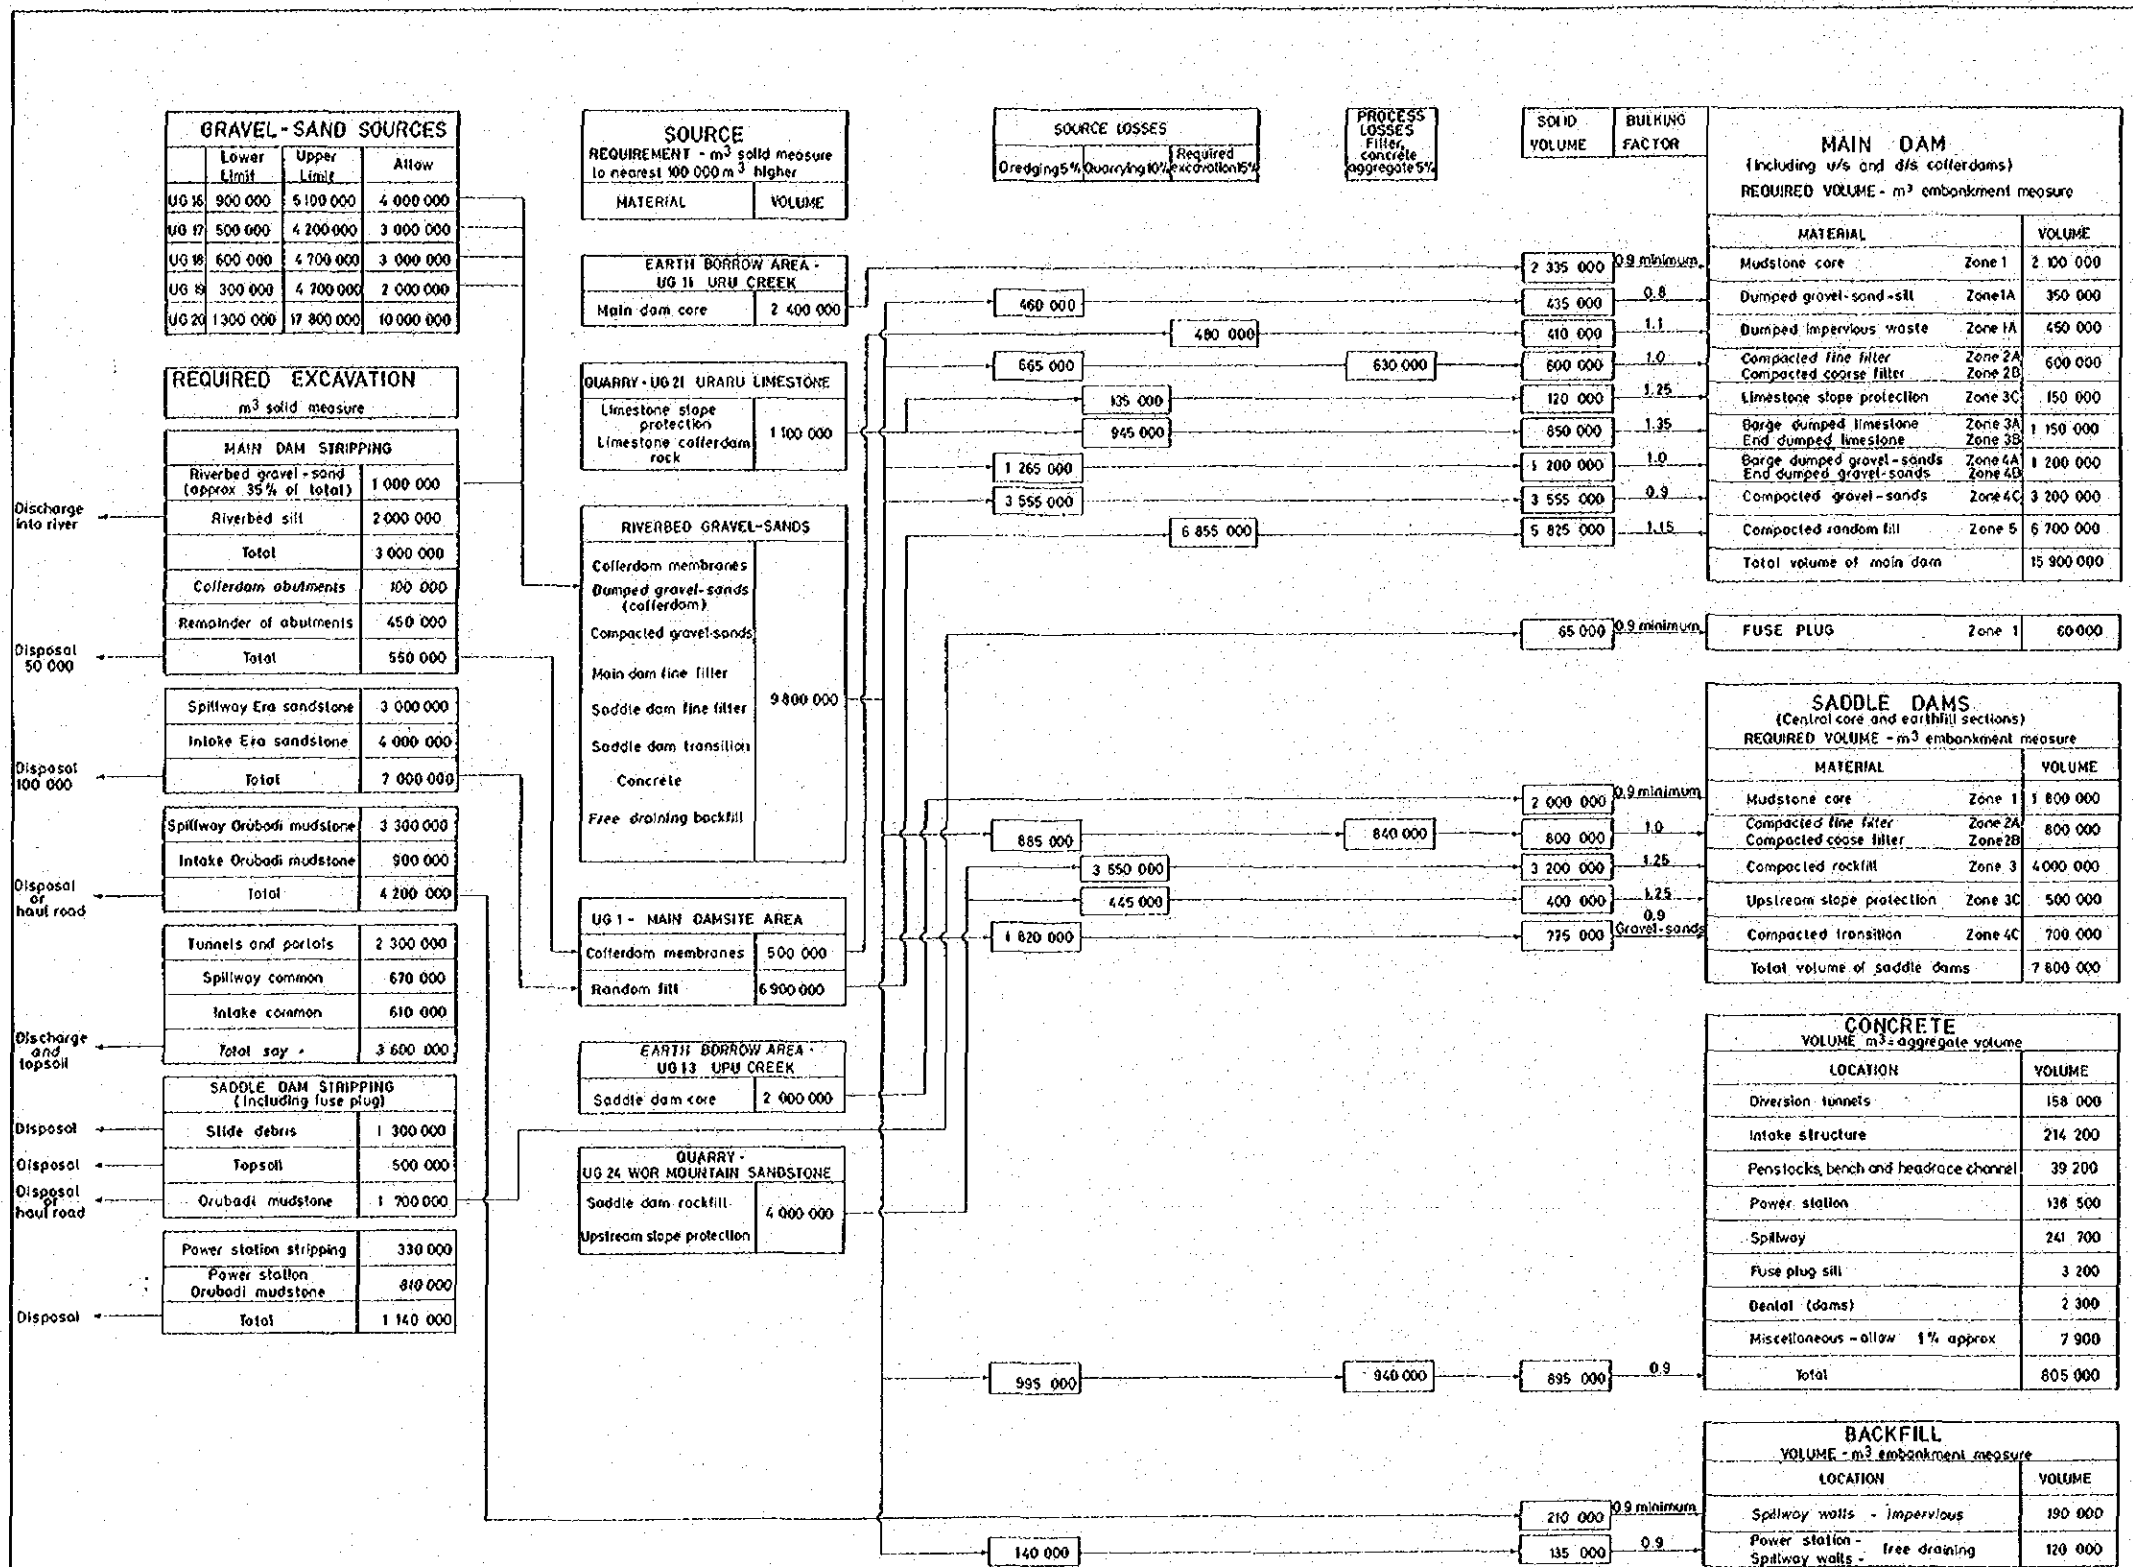 GRAVEL-SAND SOURCES
Lower Limit Upper Limit Allow
UG 16 900 000 5 100 000 4 000 000
UG 17 500 000 4 200 000 3 000 000
UG 18 600 000 4 700 000 3 000 000
UG 19 300 000 4 700 000 2 000 000
UG 20 1 300 000 17 800 000 10 000 000
REQUIRED EXCAVATION
m³ solid measure
MAIN DAM STRIPPING
Riverbed gravel-sand
(approx 35% of total) 1 000 000
Discharge
into river
Riverbed silt 2 000 000
Total 3 000 000
Cofferdam abutments 100 000
Remainder of abutments 450 000
Disposal
50 000
Total 550 000
Spillway Era sandstone 3 000 000
Intake Era sandstone 4 000 000
Disposal
100 000
Total 7 000 000
Spillway Orubadi mudstone 3 300 000
Intake Orubadi mudstone 900 000
Disposal
or
haul road
Total 4 200 000
Tunnels and portals 2 300 000
Spillway common 670 000
Intake common 610 000
Discharge
and
topsoil
Total say 3 600 000
SADDLE DAM STRIPPING
(including fuse plug)
Disposal
Slide debris 1 300 000
Disposal
Topsoil 500 000
Disposal
or
haul road
Orubadi mudstone 1 700 000
Power station stripping 330 000
Power station
Orubadi mudstone 810 000
Disposal
Total 1 140 000
SOURCE
REQUIREMENT - m³ solid measure
to nearest 100 000 m³ higher
MATERIAL VOLUME
EARTH BORROW AREA -
UG 11 URU CREEK
Main dam core 2 400 000
QUARRY - UG 21 URARU LIMESTONE
Limestone slope
protection
Limestone cofferdam
rock
1 100 000
RIVERBED GRAVEL-SANDS
Cofferdam membranes
Dumped gravel-sands
(cofferdam)
Compacted gravel-sands
Main dam fine filter
Saddle dam fine filter
9 800 000
Saddle dam transition
Concrete
Free draining backfill
UG 1 - MAIN DAMSITE AREA
Cofferdam membranes 500 000
Random fill 6 900 000
EARTH BORROW AREA -
UG 13 UPU CREEK
Saddle dam core 2 000 000
QUARRY -
UG 24 WOR MOUNTAIN SANDSTONE
Saddle dam rockfill
4 000 000
Upstream slope protection
SOURCE LOSSES
Dredging 5% Quarrying 10% Required excavation 15%
PROCESS
LOSSES
Filter,
concrete
aggregate 5%
SOLID
VOLUME
BULKING
FACTOR
MAIN DAM
(including u/s and d/s cofferdams)
REQUIRED VOLUME - m³ embankment measure
MATERIAL VOLUME
2 335 000 0.9 minimum Mudstone core Zone 1 2 100 000
460 000 435 000 0.8 Dumped gravel-sand-silt Zone 1A 350 000
480 000 410 000 1.1 Dumped impervious waste Zone 1A 450 000
665 000 630 000 600 000 1.0 Compacted fine filter Zone 2A 600 000
Compacted coarse filter Zone 2B
135 000 120 000 1.25 Limestone slope protection Zone 3C 150 000
945 000 850 000 1.35 Barge dumped limestone Zone 3A 1 150 000
End dumped limestone Zone 3B
1 265 000 1 200 000 1.0 Barge dumped gravel-sands Zone 4A 1 200 000
End dumped gravel-sands Zone 4B
3 555 000 3 555 000 0.9 Compacted gravel-sands Zone 4C 3 200 000
6 855 000 5 825 000 1.15 Compacted random fill Zone 5 6 700 000
Total volume of main dam 15 900 000
65 000 0.9 minimum FUSE PLUG Zone 1 60 000
SADDLE DAMS
(Central core and earthfill sections)
REQUIRED VOLUME - m³ embankment measure
MATERIAL VOLUME
2 000 000 0.9 minimum Mudstone core Zone 1 1 800 000
885 000 840 000 800 000 1.0 Compacted fine filter Zone 2A 800 000
Compacted coose filter Zone 2B
3 550 000 3 200 000 1.25 Compacted rockfill Zone 3 4 000 000
445 000 400 000 1.25 Upstream slope protection Zone 3C 500 000
1 820 000 775 000 0.9 Gravel-sands Compacted transition Zone 4C 700 000
Total volume of saddle dams 7 800 000
CONCRETE
VOLUME m³ = aggregate volume
LOCATION VOLUME
Diversion tunnels 158 000
Intake structure 214 200
Penstocks, bench and headrace channel 39 200
Power station 138 500
Spillway 241 700
Fuse plug sill 3 200
Dental (dams) 2 300
Miscellaneous - allow 1% approx 7 900
995 000 940 000 895 000 0.9 Total 805 000
BACKFILL
VOLUME - m³ embankment measure
LOCATION VOLUME
210 000 0.9 minimum Spillway walls - impervious 190 000
140 000 135 000 0.9 Power station - free draining 120 000
Spillway walls -